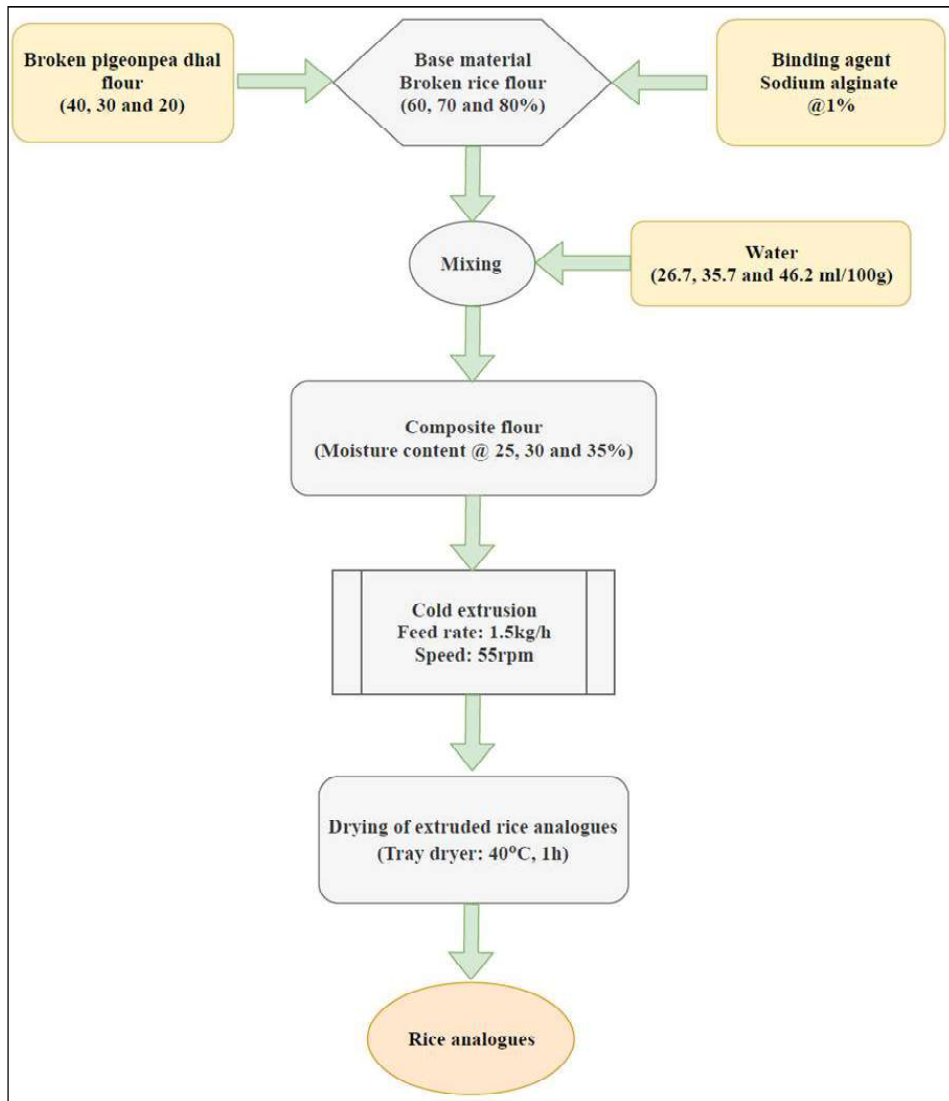 Broken pigeonpea dhal
flour
(40, 30 and 20)
Base material
Broken rice flour
(60, 70 and 80%)
Binding agent
Sodium alginate
@1%
Mixing
Water
(26.7, 35.7 and 46.2 ml/100g)
Composite flour
(Moisture content @ 25, 30 and 35%)
Cold extrusion
Feed rate: 1.5kg/h
Speed: 55rpm
Drying of extruded rice analogues
(Tray dryer: 40°C, 1h)
Rice analogues